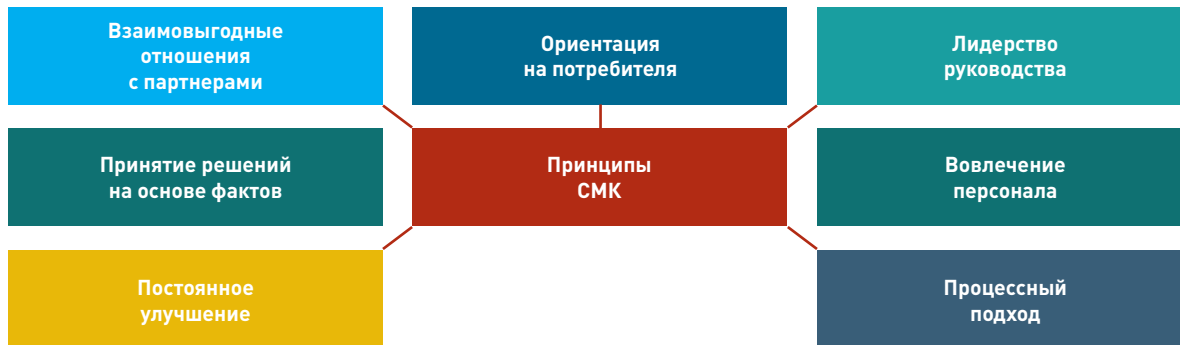 Взаимовыгодные
отношения
с партнерами
Ориентация
на потребителя
Лидерство
руководства
Принятие решений
на основе фактов
Принципы
СМК
Вовлечение
персонала
Постоянное
улучшение
Процессный
подход